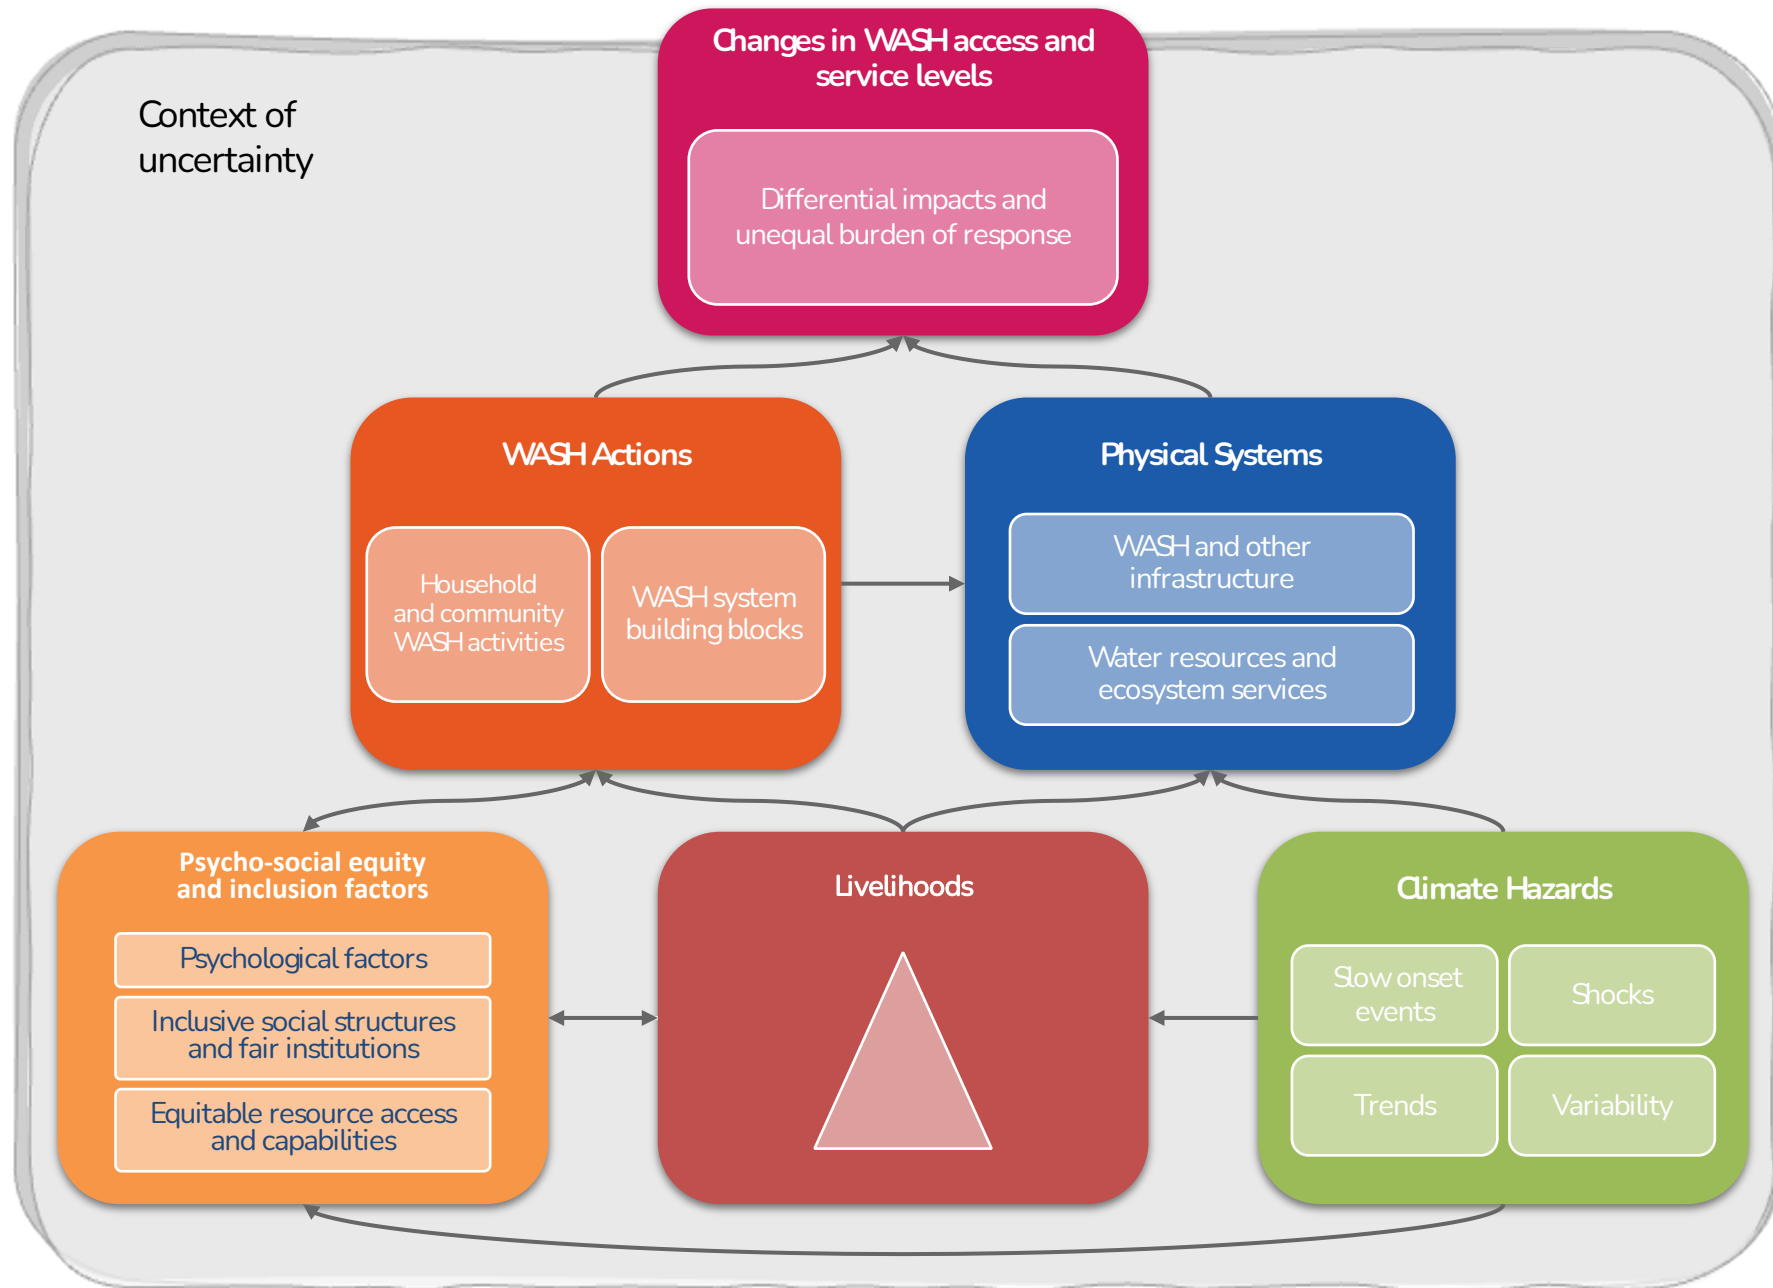 Changes in WASH access and
service levels
Context of
uncertainty
Differential impacts and
unequal burden of response
WASH Actions
Household
and community
WASH activities
WASH system
building blocks
Physical Systems
WASH and other
infrastructure
Water resources and
ecosystem services
Psycho-social equity
and inclusion factors
Psychological factors
Inclusive social structures
and fair institutions
Equitable resource access
and capabilities
Livelihoods
Climate Hazards
Slow onset
events
Shocks
Trends
Variability